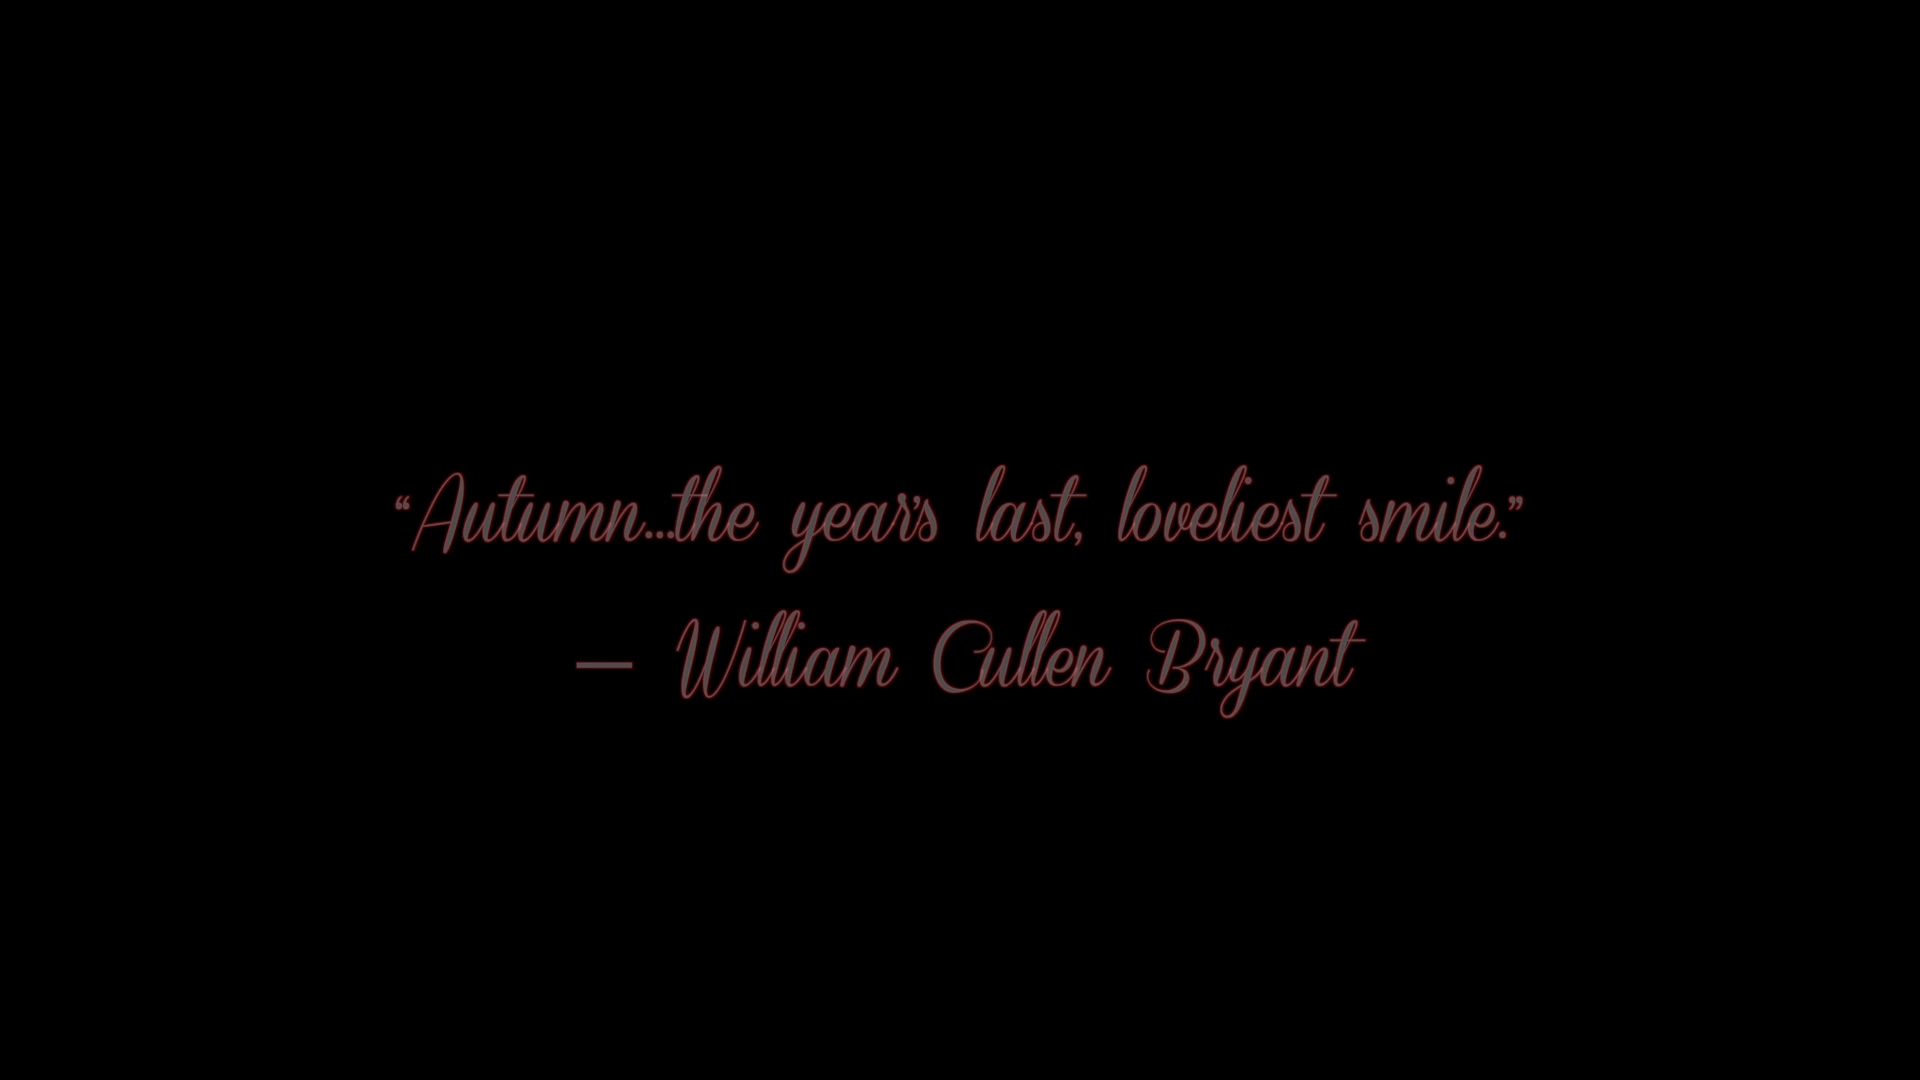 “Autumn...the year's last, loveliest smile.”
— William Cullen Bryant